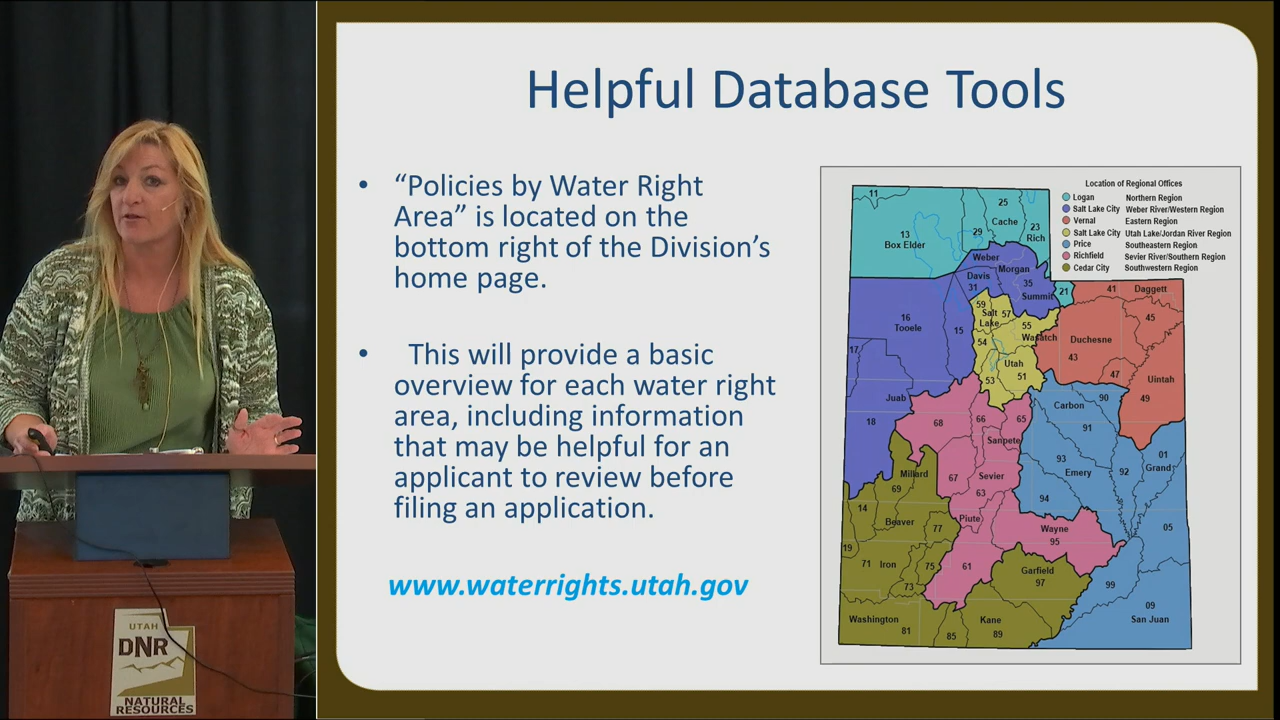 Helpful Database Tools
• “Policies by Water Right
Area” is located on the
bottom right of the Division’s
home page.
• This will provide a basic
overview for each water right
area, including information
that may be helpful for an
applicant to review before
filing an application.
www.waterrights.utah.gov
Location of Regional Offices
Logan Northern Region
Salt Lake City Weber River/Western Region
Vernal Eastern Region
Salt Lake City Utah Lake/Jordan River Region
Price Southeastern Region
Richfield Sevier River/Southern Region
Cedar City Southwestern Region
11
25
Cache
13
Box Elder
29
23
Rich
Weber
Morgan
Davis
31
35
Summit
21
41
Daggett
59
Salt
Lake
57
45
16
Tooele
15
55
Wasatch
Duchesne
54
17
43
Utah
47
Uintah
53
51
Juab
Carbon
90
49
18
68
66
65
91
Sanpete
01
Grand
93
Emery
92
Millard
67
Sevier
69
63
94
14
Beaver
77
Piute
Wayne
95
05
19
71
Iron
75
61
Garfield
97
73
99
09
San Juan
Washington
81
85
Kane
89
UTAH
DNR
NATURAL
RESOURCES